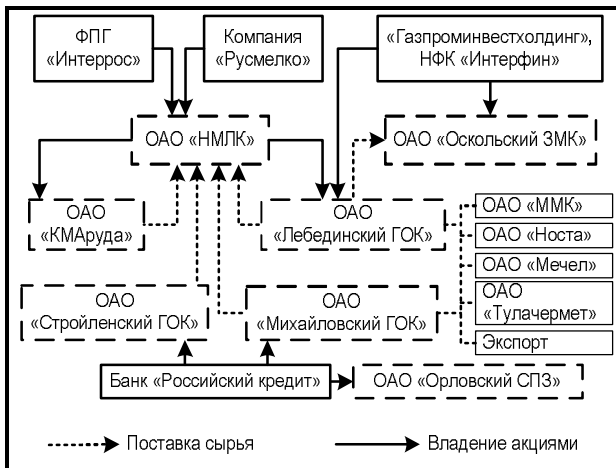 ФПГ
«Интеррос»
Компания
«Русмелко»
«Газпроминвестхолдинг»,
НФК «Интерфин»
ОАО «НМЛК»
ОАО «Оскольский ЗМК»
ОАО
«КМАруда»
ОАО
«Лебединский ГОК»
ОАО «ММК»
ОАО «Носта»
ОАО «Мечел»
ОАО
«Тулачермет»
Экспорт
ОАО
«Стройленский ГОК»
ОАО
«Михайловский ГОК»
Банк «Российский кредит»
ОАО «Орловский СПЗ»
Поставка сырья
Владение акциями